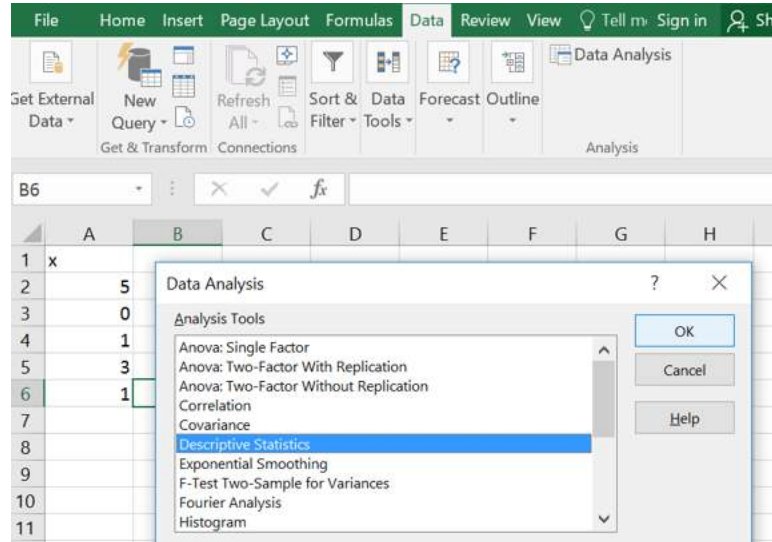 File Home Insert Page Layout Formulas Data Review View Tell m Sign in Sh
Get External Data
New Query
Refresh All
Sort & Filter
Data Tools
Forecast
Outline
Data Analysis
Get & Transform
Connections
Analysis
B6 fx
A B C D E F G H
1 x
2 5
3 0
4 1
5 3
6 1
7
8
9
10
11
Data Analysis ?
Analysis Tools
Anova: Single Factor
Anova: Two-Factor With Replication
Anova: Two-Factor Without Replication
Correlation
Covariance
Descriptive Statistics
Exponential Smoothing
F-Test Two-Sample for Variances
Fourier Analysis
Histogram
OK
Cancel
Help